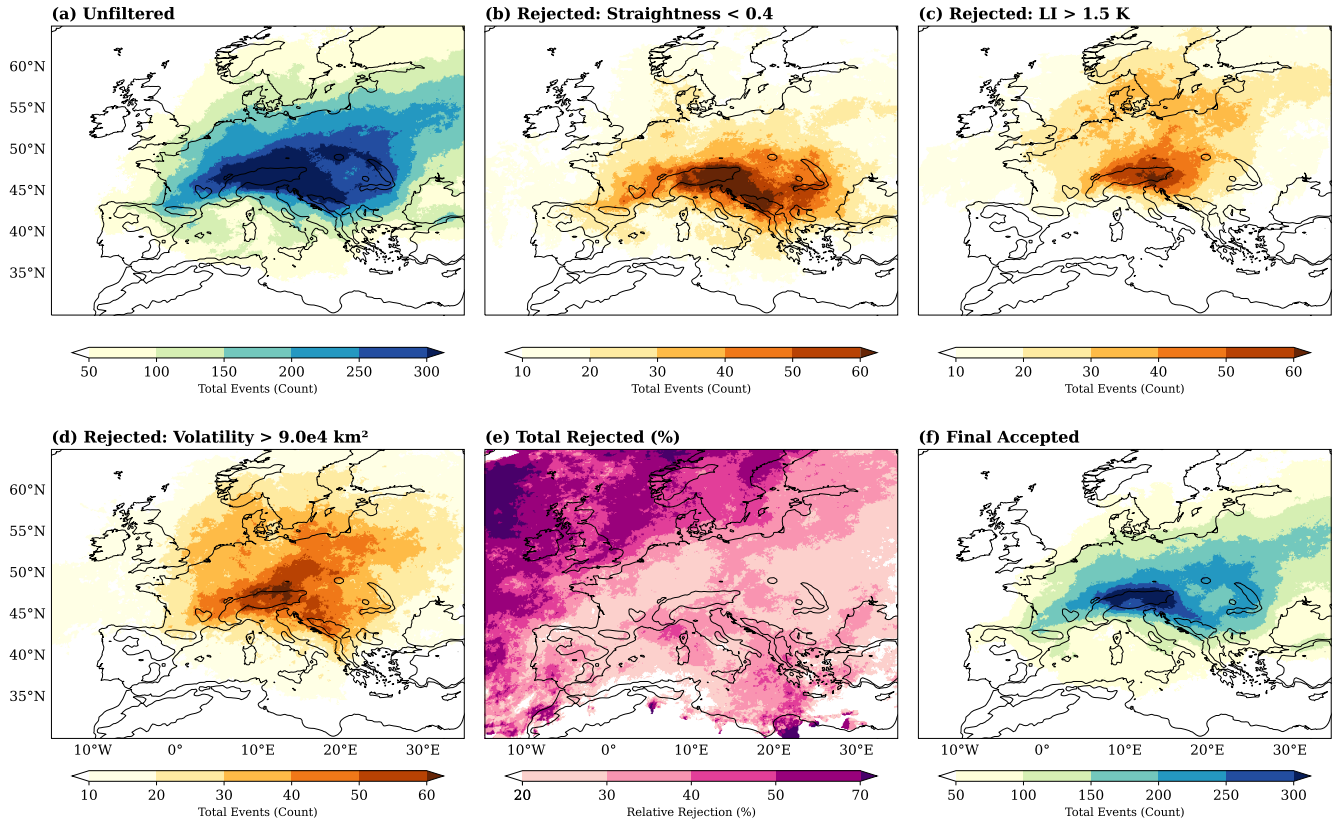 (a) Unfiltered
(b) Rejected: Straightness < 0.4
(c) Rejected: LI > 1.5 K
60°N
55°N
50°N
45°N
40°N
35°N
50 100 150 200 250 300
Total Events (Count)
10 20 30 40 50 60
Total Events (Count)
10 20 30 40 50 60
Total Events (Count)
(d) Rejected: Volatility > 9.0e4 km²
(e) Total Rejected (%)
(f) Final Accepted
60°N
55°N
50°N
45°N
40°N
35°N
10°W 0° 10°E 20°E 30°E
10°W 0° 10°E 20°E 30°E
10°W 0° 10°E 20°E 30°E
10 20 30 40 50 60
Total Events (Count)
20 30 40 50 70
Relative Rejection (%)
50 100 150 200 250 300
Total Events (Count)